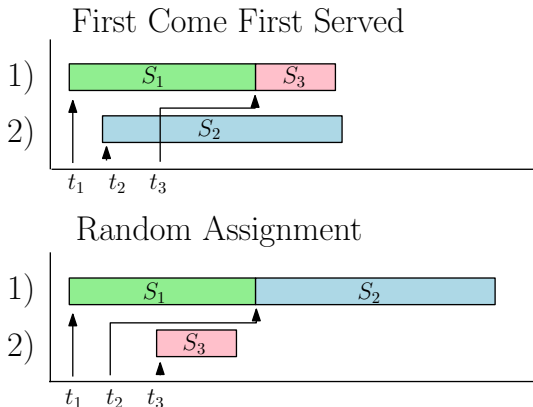 First Come First Served
1) S₁ S₃
2) S₂
t₁ t₂ t₃
Random Assignment
1) S₁ S₂
2) S₃
t₁ t₂ t₃